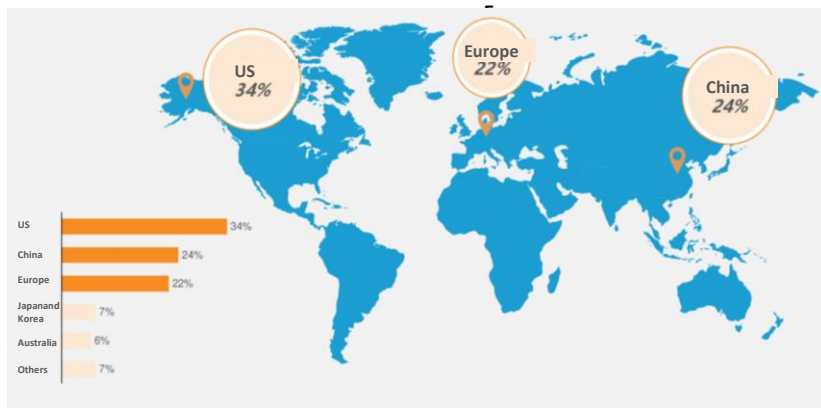 US
34%
Europe
22%
China
24%
US
34%
China
24%
Europe
22%
Japanand
Korea
7%
Australia
6%
Others
7%